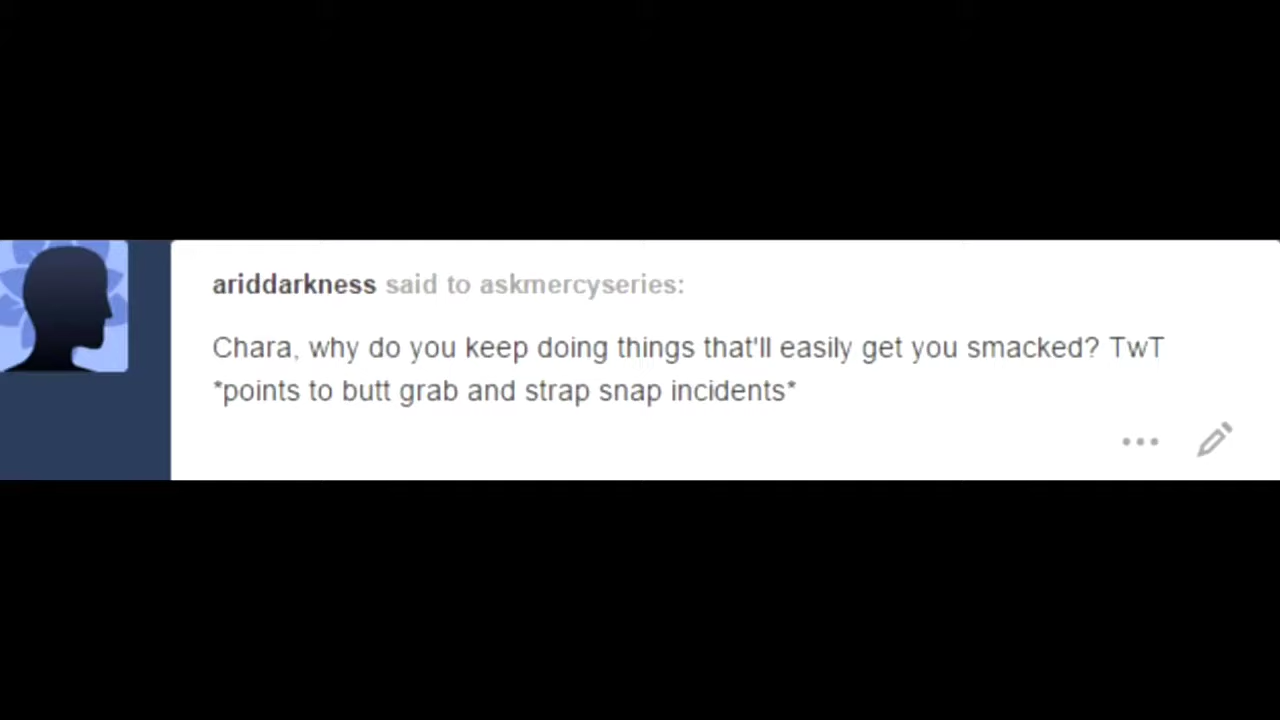 ariddarkness said to askmercyseries:
Chara, why do you keep doing things that'll easily get you smacked? TwT
*points to butt grab and strap snap incidents*